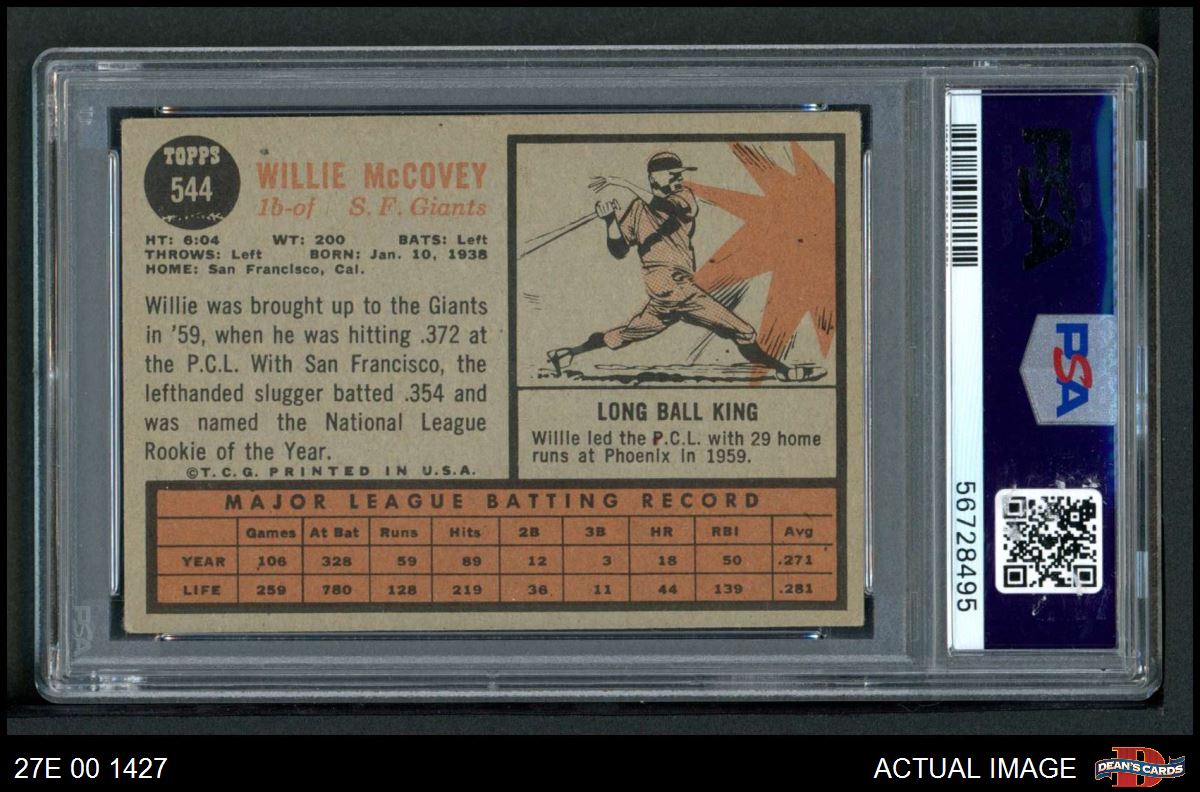 TOPPS
544
WILLIE McCOVEY
1b-of S. F. Giants
HT: 6:04 WT: 200 BATS: Left
THROWS: Left BORN: Jan. 10, 1938
HOME: San Francisco, Cal.
Willie was brought up to the Giants
in '59, when he was hitting .372 at
the P.C.L. With San Francisco, the
lefthanded slugger batted .354 and
was named the National League
Rookie of the Year.
©T.C.G. PRINTED IN U.S.A.
LONG BALL KING
Willie led the P.C.L. with 29 home
runs at Phoenix in 1959.
MAJOR LEAGUE BATTING RECORD
Games At Bat Runs Hits 2B 3B HR RBI Avg
YEAR 106 328 59 89 12 3 18 50 .271
LIFE 259 780 128 219 36 11 44 139 .281
PSA
PSA
56728495
PSA
27E 00 1427
ACTUAL IMAGE
DEAN'S CARDS